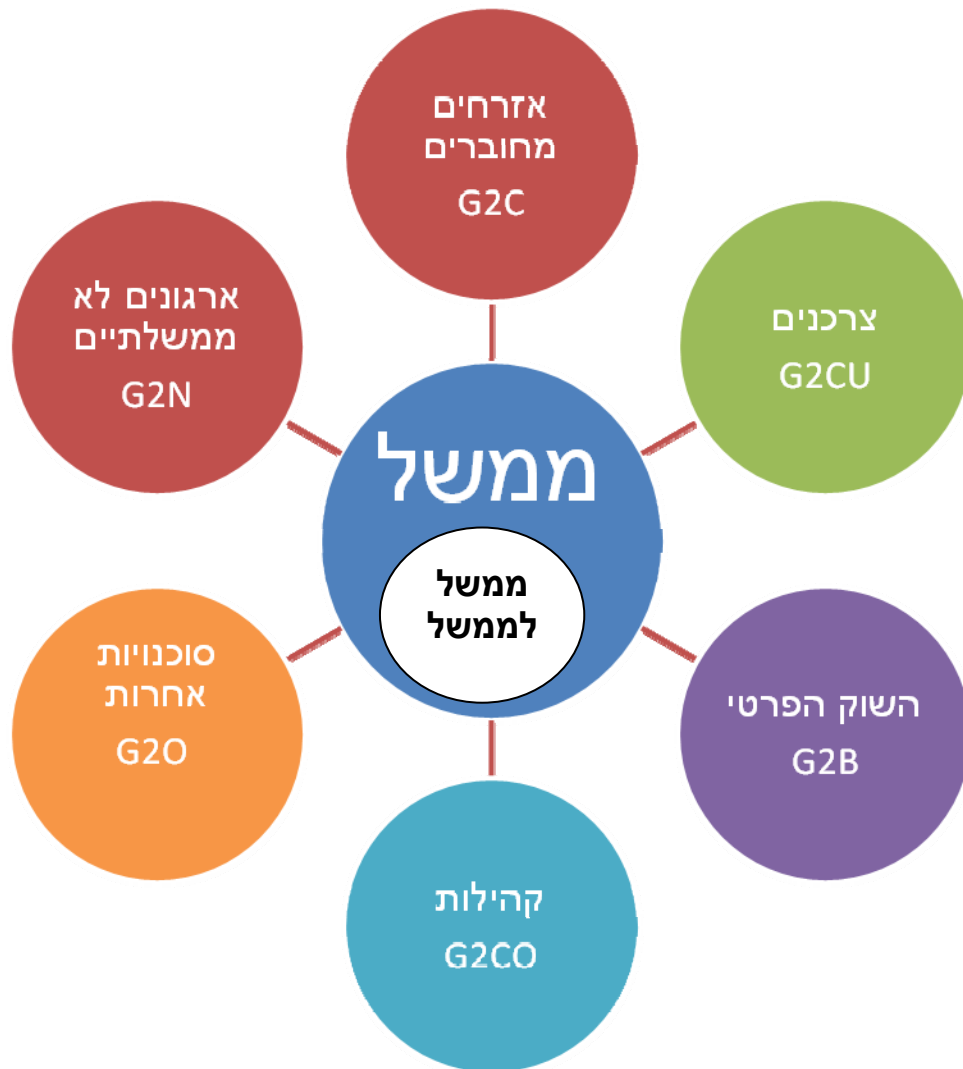 אזרחים
מחוברים
G2C
צרכנים
G2CU
ארגונים לא
ממשלתיים
G2N
ממשל
ממשל
לממשל
השוק הפרטי
G2B
סוכנויות
אחרות
G2O
קהילות
G2CO